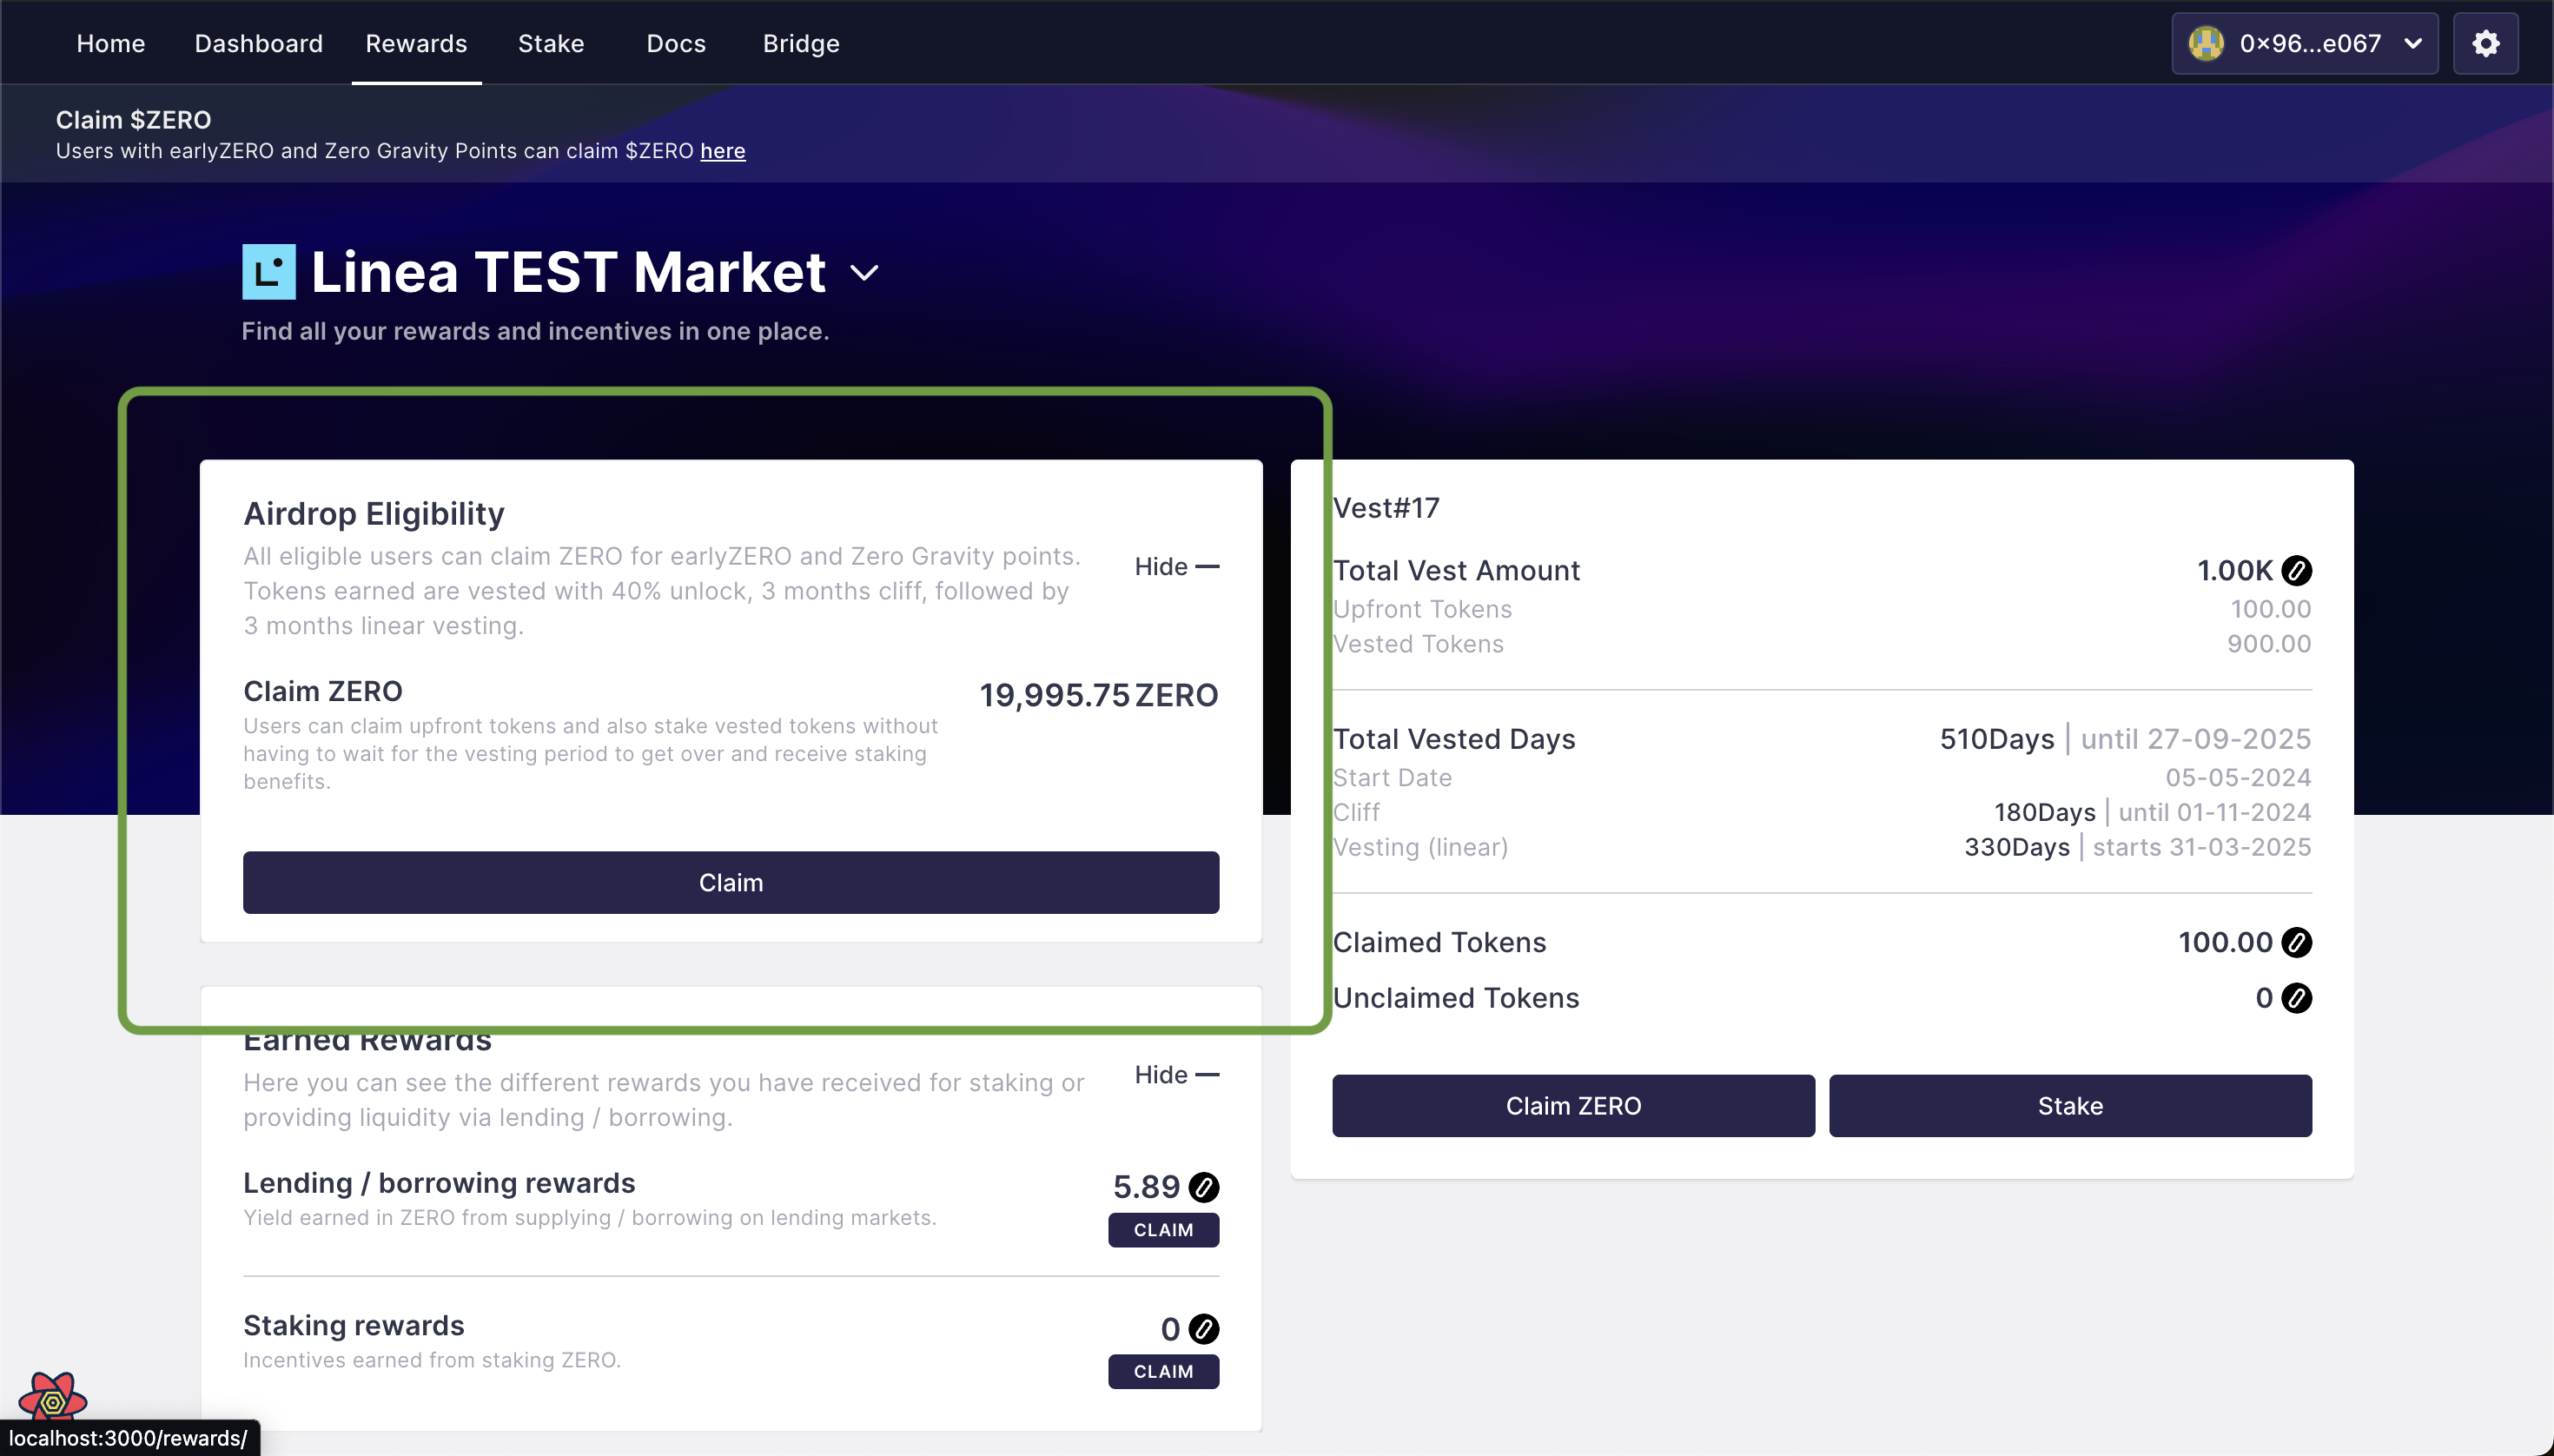 Home Dashboard Rewards Stake Docs Bridge 0×96...e067
Claim $ZERO
Users with earlyZERO and Zero Gravity Points can claim $ZERO here
Linea TEST Market
Find all your rewards and incentives in one place.
Airdrop Eligibility
All eligible users can claim ZERO for earlyZERO and Zero Gravity points.
Tokens earned are vested with 40% unlock, 3 months cliff, followed by
3 months linear vesting.
Hide
Claim ZERO
19,995.75 ZERO
Users can claim upfront tokens and also stake vested tokens without
having to wait for the vesting period to get over and receive staking
benefits.
Claim
Earned Rewards
Here you can see the different rewards you have received for staking or
providing liquidity via lending / borrowing.
Hide
Lending / borrowing rewards
5.89
Yield earned in ZERO from supplying / borrowing on lending markets.
CLAIM
Staking rewards
0
Incentives earned from staking ZERO.
CLAIM
Vest#17
Total Vest Amount 1.00K
Upfront Tokens 100.00
Vested Tokens 900.00
Total Vested Days 510Days | until 27-09-2025
Start Date 05-05-2024
Cliff 180Days | until 01-11-2024
Vesting (linear) 330Days | starts 31-03-2025
Claimed Tokens 100.00
Unclaimed Tokens 0
Claim ZERO Stake
localhost:3000/rewards/